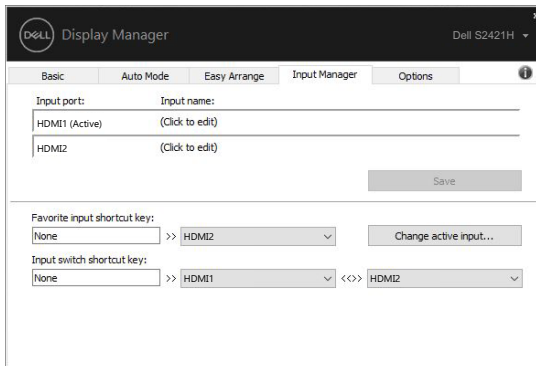 DELL Display Manager Dell S2421H
Basic Auto Mode Easy Arrange Input Manager Options
Input port: Input name:
HDMI1 (Active) (Click to edit)
HDMI2 (Click to edit)
Save
Favorite input shortcut key:
None >> HDMI2 Change active input...
Input switch shortcut key:
None >> HDMI1 <<>> HDMI2